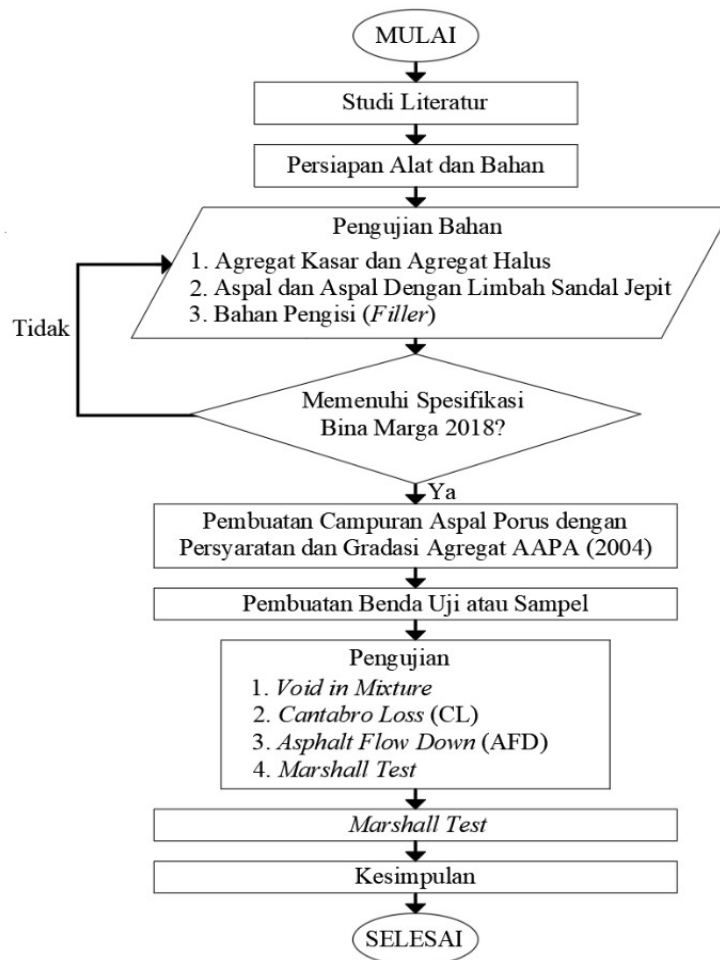 MULAI
Studi Literatur
Persiapan Alat dan Bahan
Pengujian Bahan
1. Agregat Kasar dan Agregat Halus
2. Aspal dan Aspal Dengan Limbah Sandal Jepit
3. Bahan Pengisi (Filler)
Tidak
Memenuhi Spesifikasi
Bina Marga 2018?
Ya
Pembuatan Campuran Aspal Porus dengan
Persyaratan dan Gradasi Agregat AAPA (2004)
Pembuatan Benda Uji atau Sampel
Pengujian
1. Void in Mixture
2. Cantabro Loss (CL)
3. Asphalt Flow Down (AFD)
4. Marshall Test
Marshall Test
Kesimpulan
SELESAI